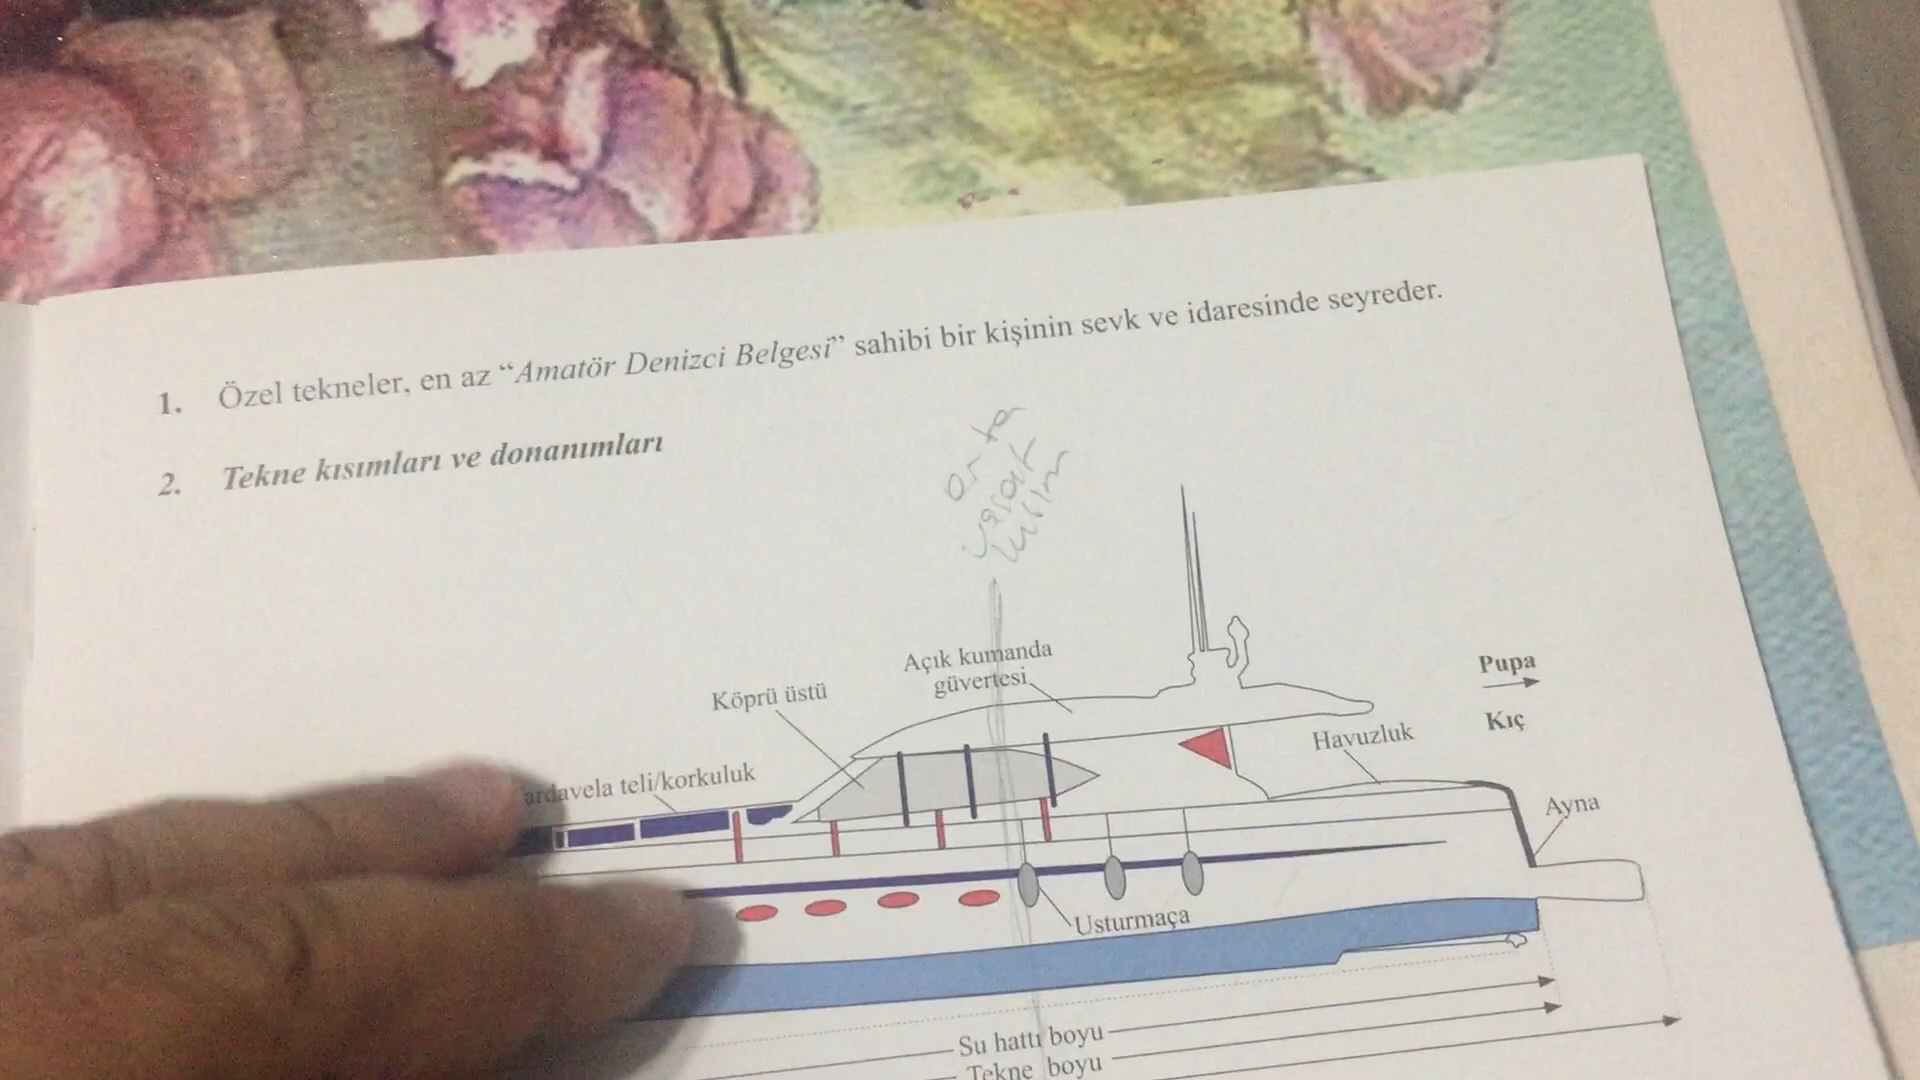 1. Özel tekneler, en az “Amatör Denizci Belgesi” sahibi bir kişinin sevk ve idaresinde seyreder.
2. Tekne kısımları ve donanımları
orta
kısım
Açık kumanda
güvertesi
Köprü üstü
Pupa
Kıç
Havuzluk
ardavela teli/korkuluk
Ayna
Usturmaça
Su hattı boyu
Tekne boyu